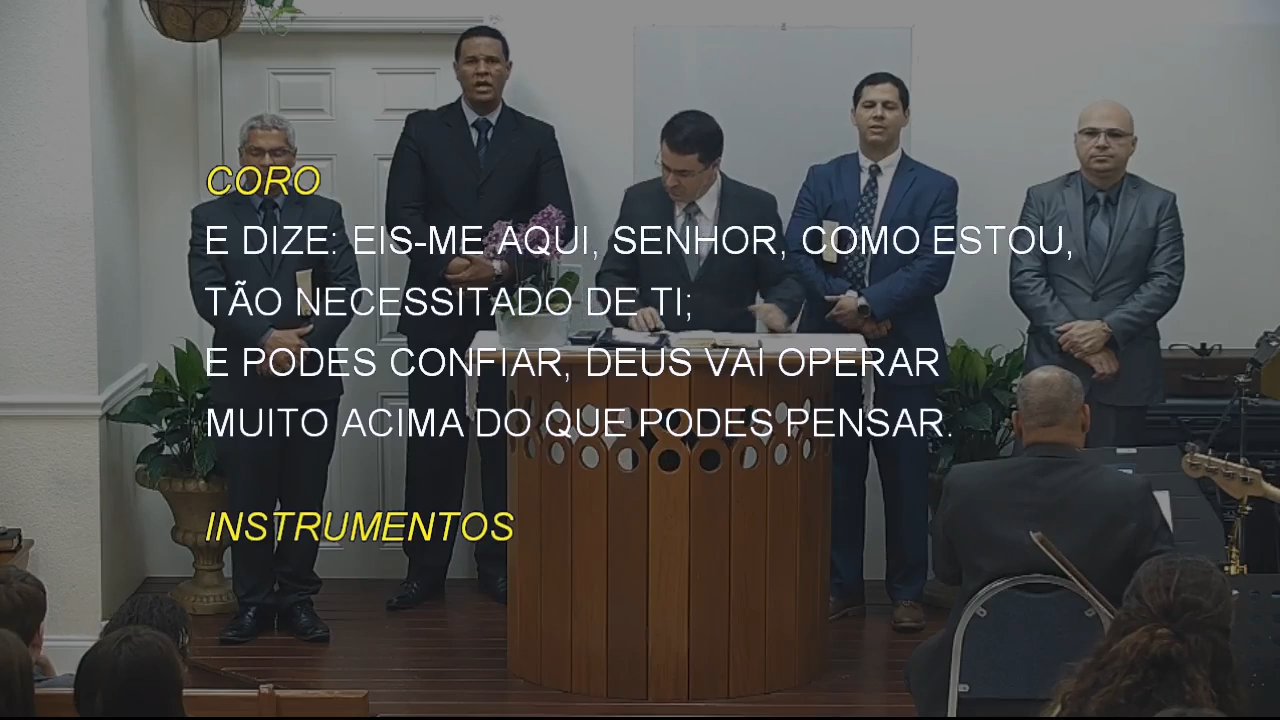 CORO
E DIZE: EIS-ME AQUI, SENHOR, COMO ESTOU,
TÃO NECESSITADO DE TI;
E PODES CONFIAR, DEUS VAI OPERAR
MUITO ACIMA DO QUE PODES PENSAR.
INSTRUMENTOS